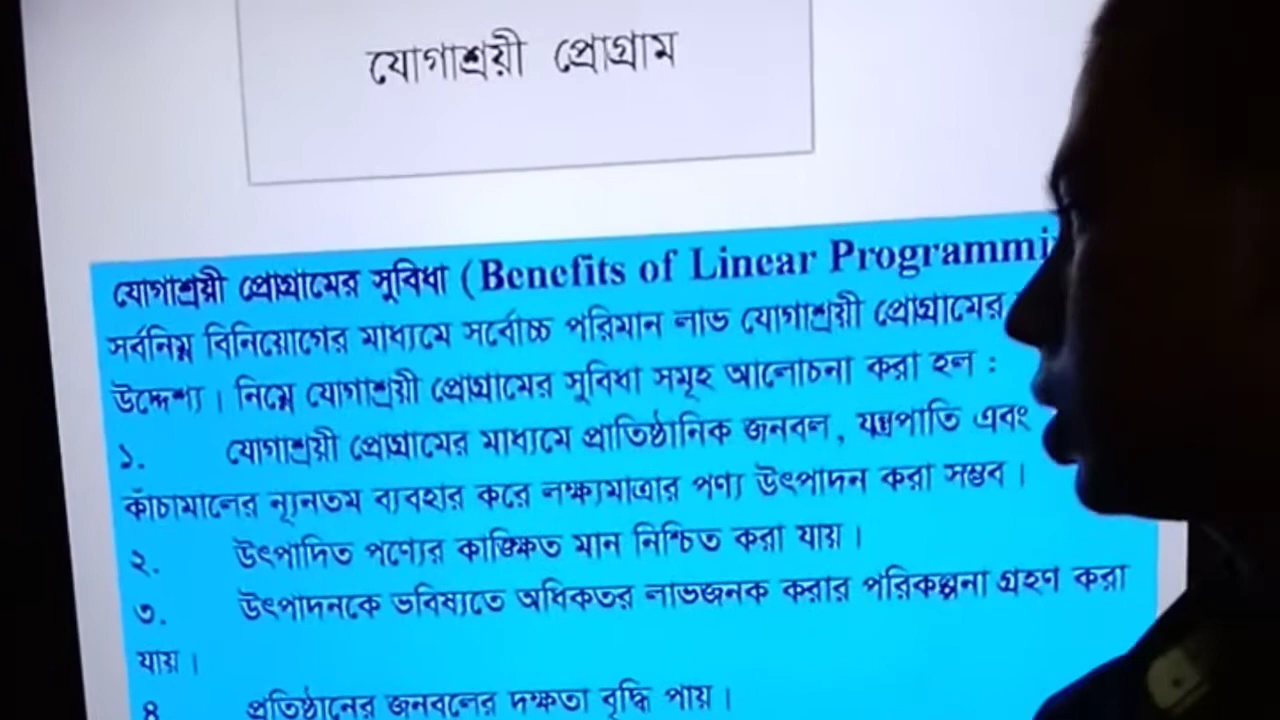 যোগাশ্রয়ী প্রোগ্রাম
যোগাশ্রয়ী প্রোগ্রামের সুবিধা (Benefits of Linear
সর্বনিম্ন বিনিয়োগের মাধ্যমে সর্বোচ্চ পরিমান লাভ যোগাশ্রয়ী প্রোগ্রামের
উদ্দেশ্য। নিম্নে যোগাশ্রয়ী প্রোগ্রামের সুবিধা সমূহ আলোচনা করা হল :
১. যোগাশ্রয়ী প্রোগ্রামের মাধ্যমে প্রাতিষ্ঠানিক জনবল, যন্ত্রপাতি এবং
কাঁচামালের ন্যূনতম ব্যবহার করে লক্ষ্যমাত্রার পণ্য উৎপাদন করা সম্ভব।
২. উৎপাদিত পণ্যের কাঙ্ক্ষিত মান নিশ্চিত করা যায়।
৩. উৎপাদনকে ভবিষ্যতে অধিকতর লাভজনক করার পরিকল্পনা গ্রহণ করা
যায়।
৪ প্রতিষ্ঠানের জনবলের দক্ষতা বৃদ্ধি পায়।